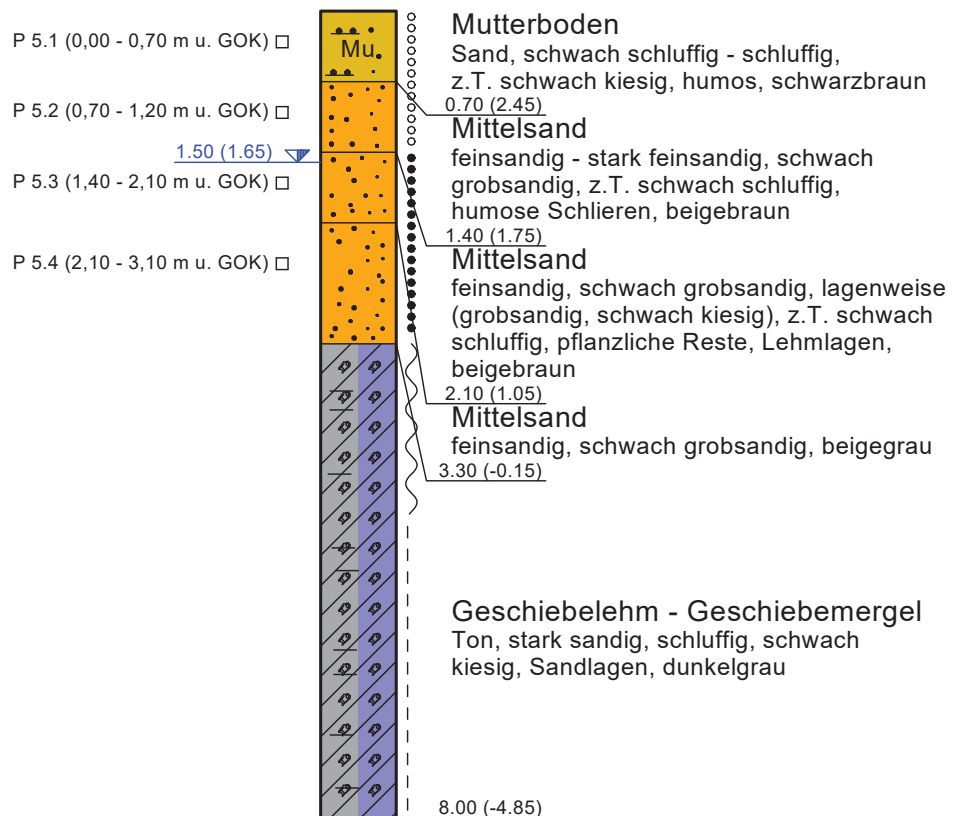 Mutterboden
P 5.1 (0,00 - 0,70 m u. GOK)
Mu
Sand, schwach schluffig - schluffig,
z.T. schwach kiesig, humos, schwarzbraun
0.70 (2.45)
P 5.2 (0,70 - 1,20 m u. GOK)
Mittelsand
1.50 (1.65)
feinsandig - stark feinsandig, schwach
P 5.3 (1,40 - 2,10 m u. GOK)
grobsandig, z.T. schwach schluffig,
humose Schlieren, beigebraun
1.40 (1.75)
P 5.4 (2,10 - 3,10 m u. GOK)
Mittelsand
feinsandig, schwach grobsandig, lagenweise
(grobsandig, schwach kiesig), z.T. schwach
schluffig, pflanzliche Reste, Lehmlagen,
beigebraun
2.10 (1.05)
Mittelsand
feinsandig, schwach grobsandig, beigegrau
3.30 (-0.15)
Geschiebelehm - Geschiebemergel
Ton, stark sandig, schluffig, schwach
kiesig, Sandlagen, dunkelgrau
8.00 (-4.85)